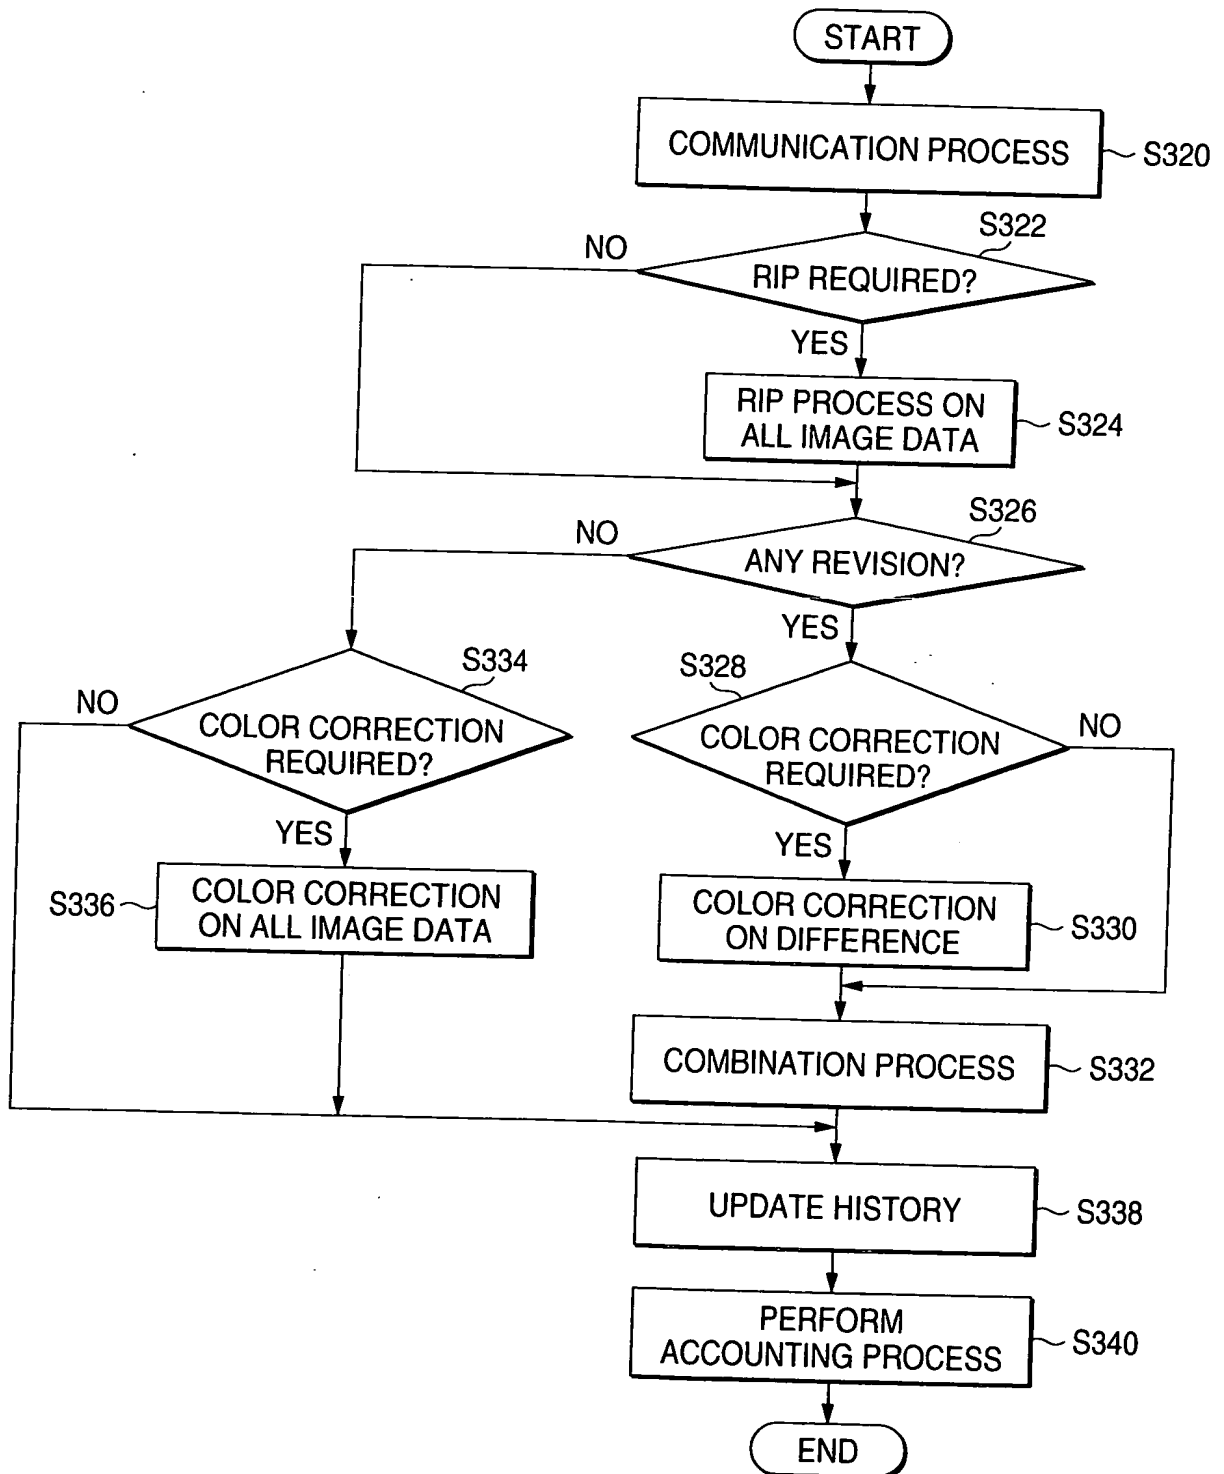 START
COMMUNICATION PROCESS
S320
S322
NO
RIP REQUIRED?
YES
RIP PROCESS ON
ALL IMAGE DATA
S324
S326
NO
ANY REVISION?
YES
S334
S328
NO
COLOR CORRECTION
REQUIRED?
COLOR CORRECTION
REQUIRED?
NO
YES
YES
S336
COLOR CORRECTION
ON ALL IMAGE DATA
COLOR CORRECTION
ON DIFFERENCE
S330
COMBINATION PROCESS
S332
UPDATE HISTORY
S338
PERFORM
ACCOUNTING PROCESS
S340
END